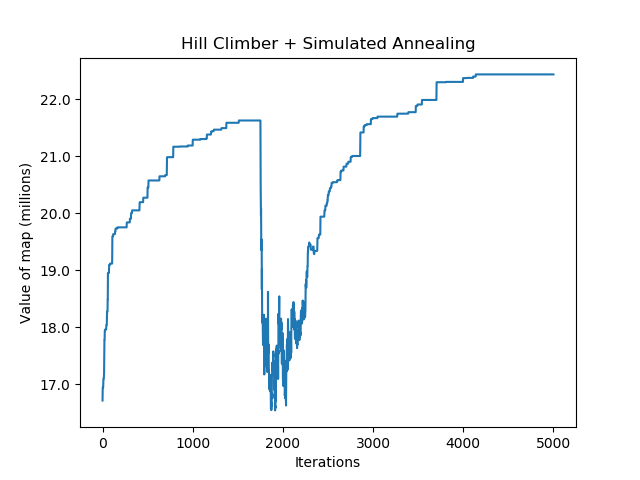 Hill Climber + Simulated Annealing
Value of map (millions)
22.0
21.0
20.0
19.0
18.0
17.0
0 1000 2000 3000 4000 5000
Iterations